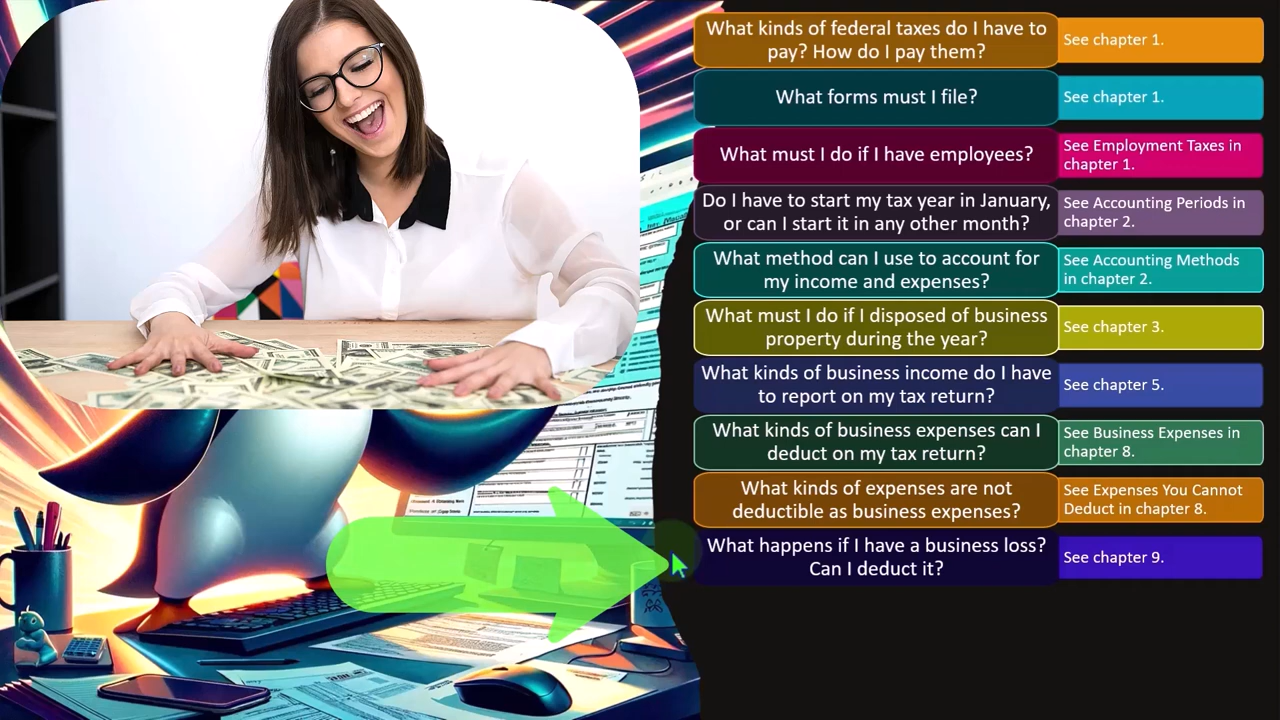 What kinds of federal taxes do I have to
pay? How do I pay them?
See chapter 1.
What forms must I file?
See chapter 1.
What must I do if I have employees?
See Employment Taxes in
chapter 1.
Do I have to start my tax year in January,
or can I start it in any other month?
See Accounting Periods in
chapter 2.
What method can I use to account for
my income and expenses?
See Accounting Methods
in chapter 2.
What must I do if I disposed of business
property during the year?
See chapter 3.
What kinds of business income do I have
to report on my tax return?
See chapter 5.
What kinds of business expenses can I
deduct on my tax return?
See Business Expenses in
chapter 8.
What kinds of expenses are not
deductible as business expenses?
See Expenses You Cannot
Deduct in chapter 8.
What happens if I have a business loss?
Can I deduct it?
See chapter 9.